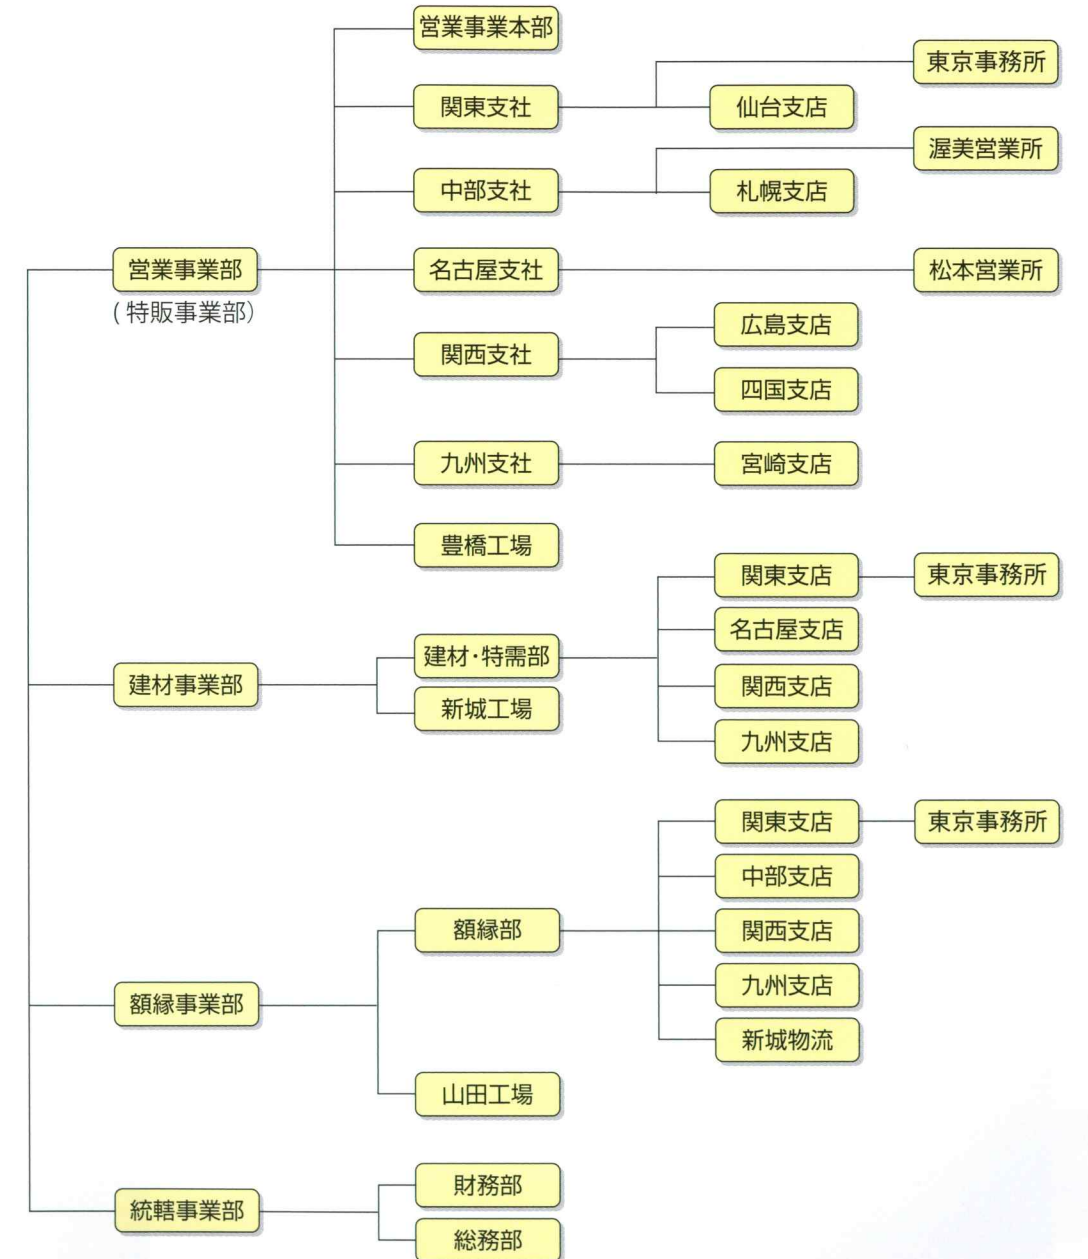 営業事業本部
東京事務所
関東支社
仙台支店
渥美営業所
中部支社
札幌支店
営業事業部
(特販事業部)
名古屋支社
松本営業所
広島支店
関西支社
四国支店
九州支社
宮崎支店
豊橋工場
関東支店
東京事務所
名古屋支店
建材・特需部
建材事業部
関西支店
新城工場
九州支店
関東支店
東京事務所
中部支店
額縁部
関西支店
九州支店
額縁事業部
新城物流
山田工場
財務部
統轄事業部
総務部